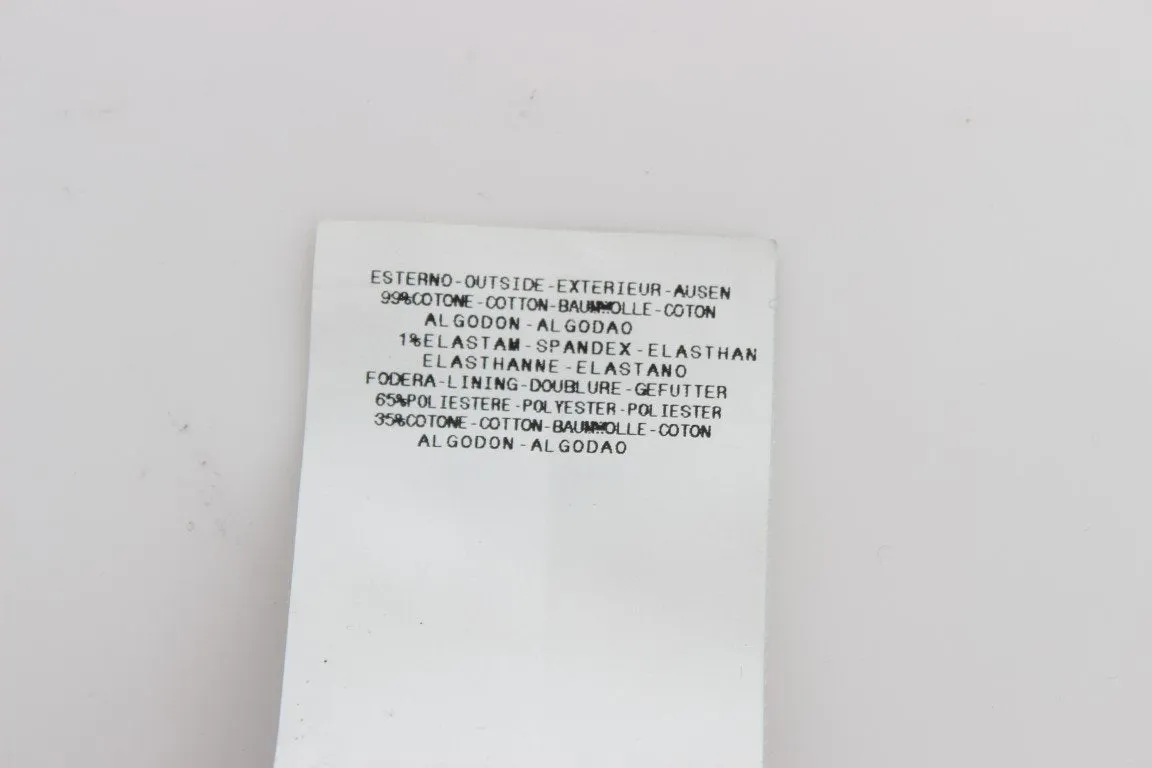 ESTERNO-OUTSIDE-EXTERIEUR-AUSEN
99%COTONE-COTTON-BAUMWOLLE-COTON
ALGODON-ALGODAO
1%ELASTAM-SPANDEX-ELASTHAN
ELASTHANNE-ELASTANO
FODERA-LINING-DOUBLURE-GEFUTTER
65%POLIESTERE-POLYESTER-POLIESTER
35%COTONE-COTTON-BAUMWOLLE-COTON
ALGODON-ALGODAO